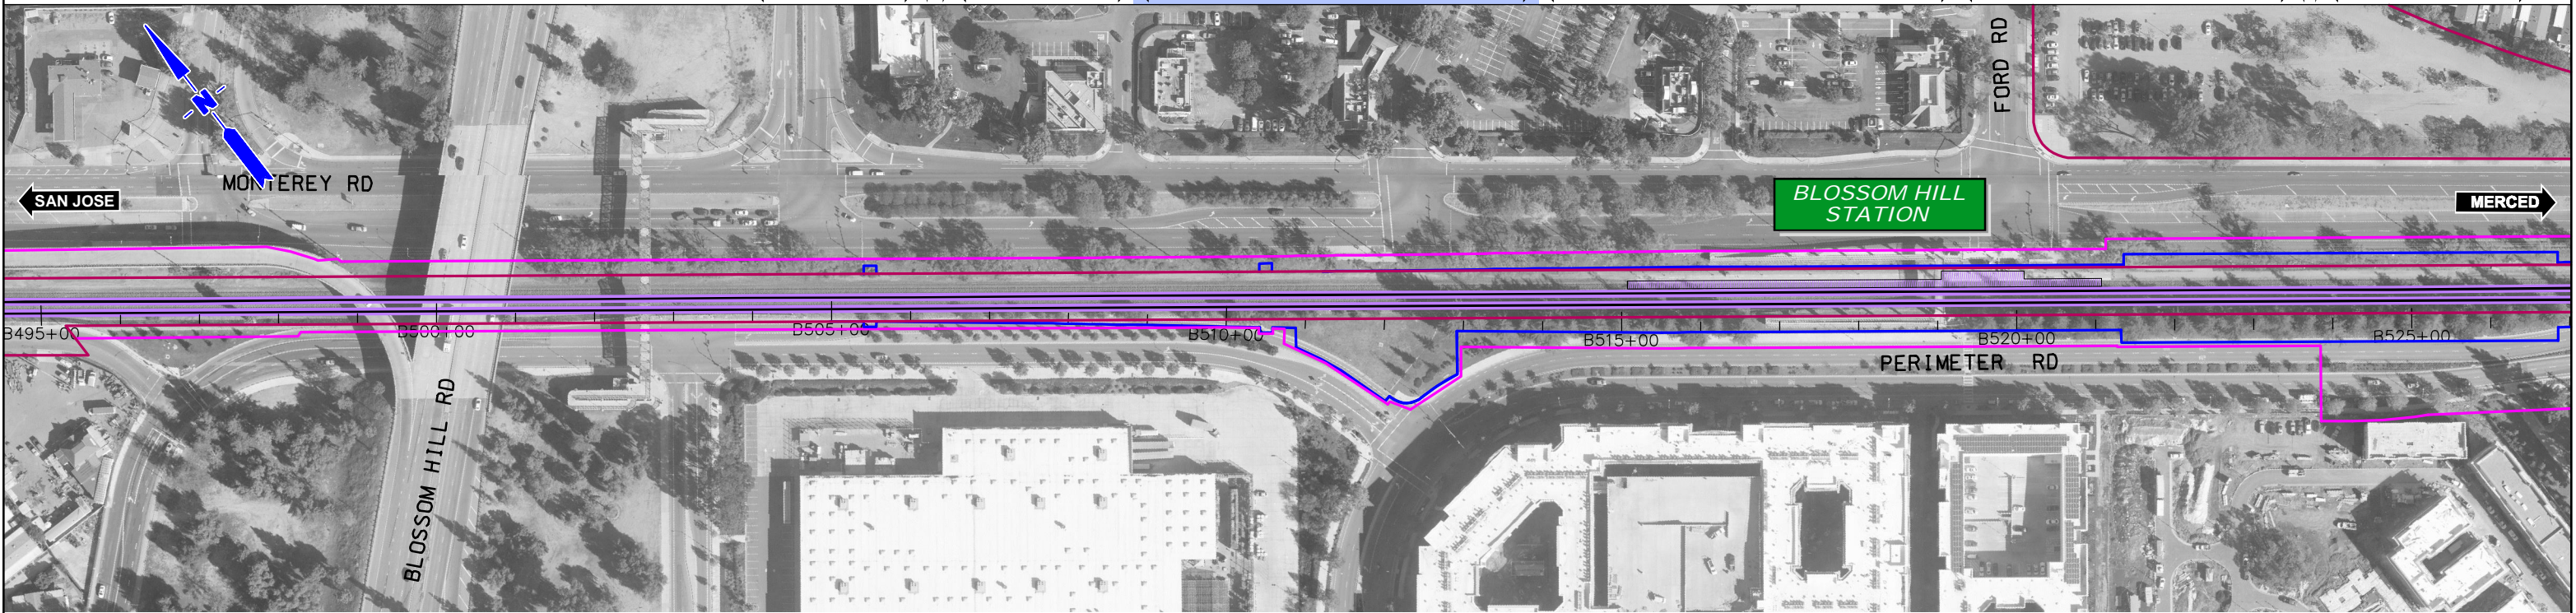 FORD RD
MONTEREY RD
SAN JOSE
BLOSSOM HILL
STATION
MERCED
B495+00
B500+00
B505+00
B510+00
B515+00
B520+00
B525+00
PERIMETER RD
BLOSSOM HILL RD
N